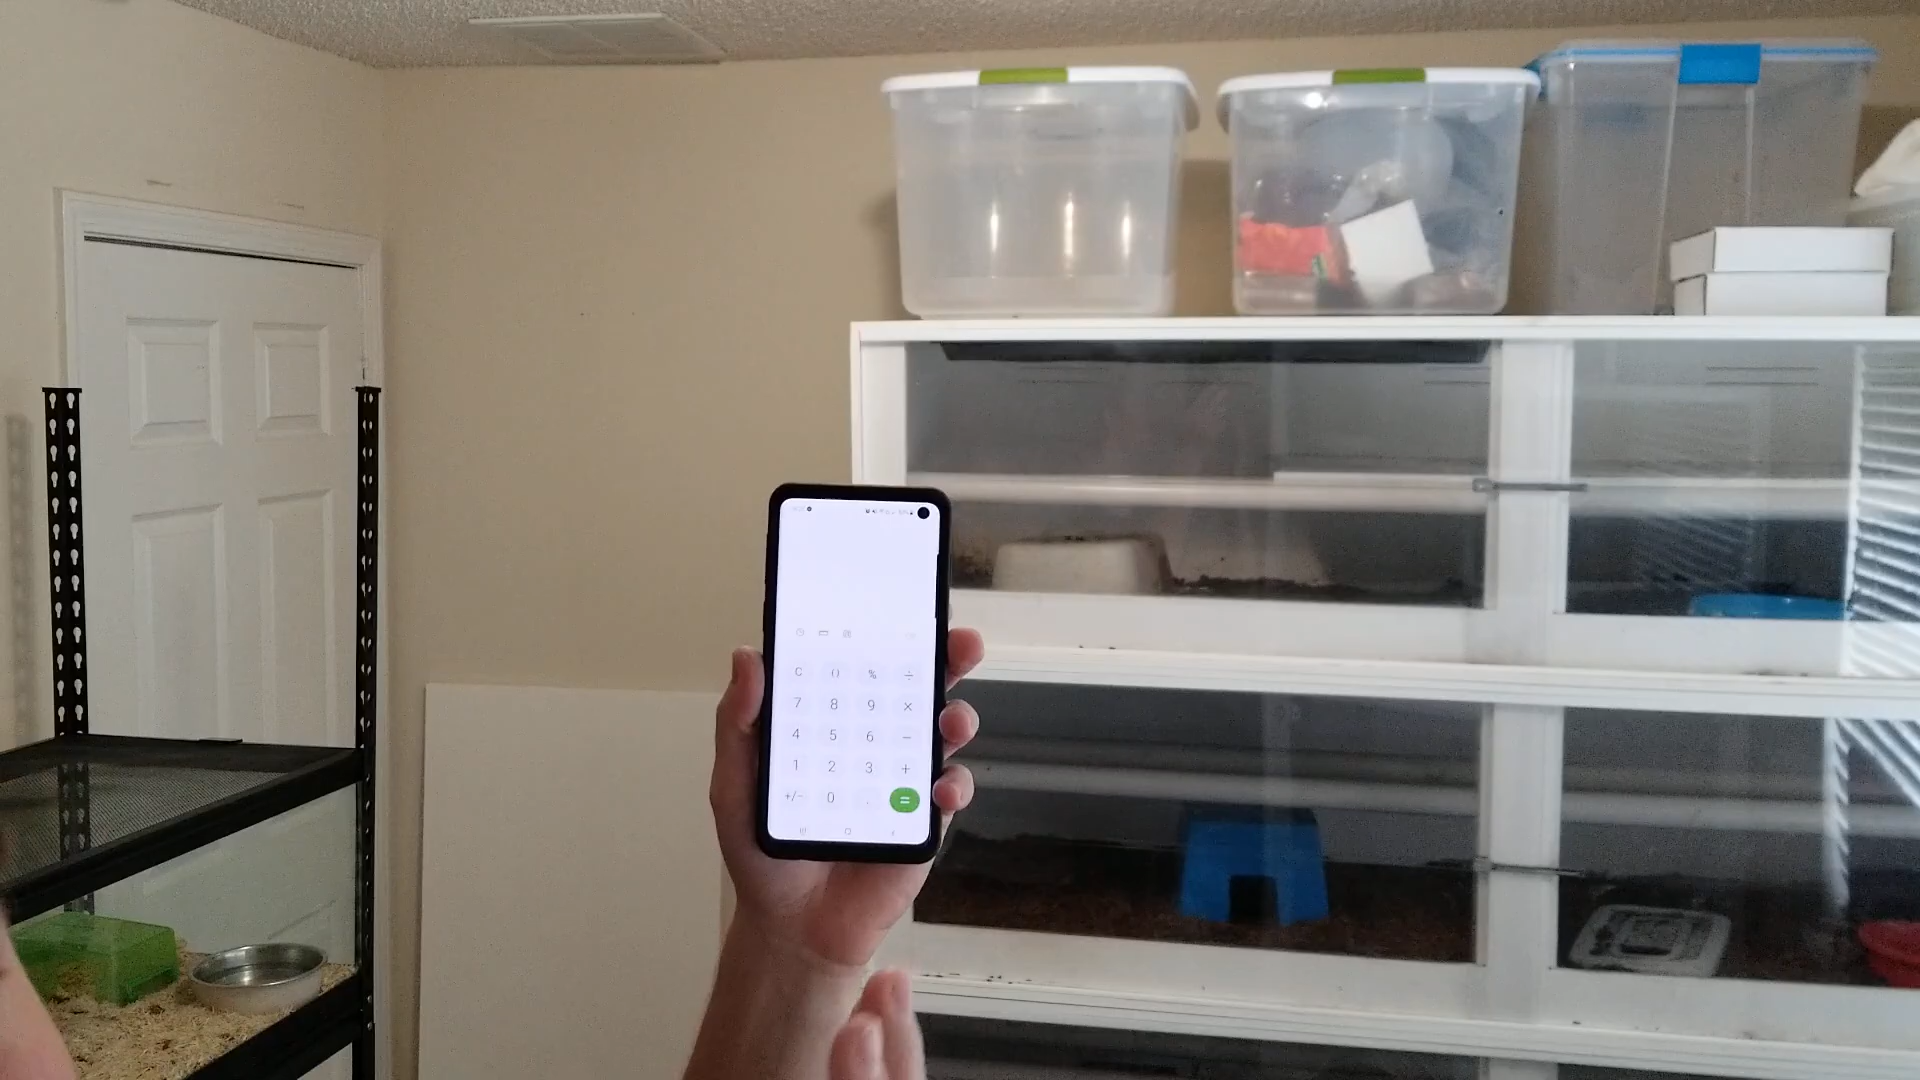 C () % ÷
7 8 9 ×
4 5 6 −
1 2 3 +
+/− 0 . =